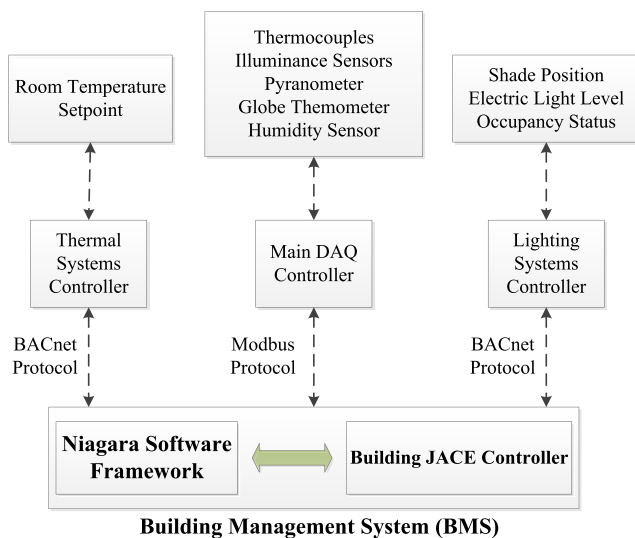 Room Temperature
Setpoint
Thermocouples
Illuminance Sensors
Pyranometer
Globe Themometer
Humidity Sensor
Shade Position
Electric Light Level
Occupancy Status
Thermal
Systems
Controller
Main DAQ
Controller
Lighting
Systems
Controller
BACnet
Protocol
Modbus
Protocol
BACnet
Protocol
Niagara Software
Framework
Building JACE Controller
Building Management System (BMS)